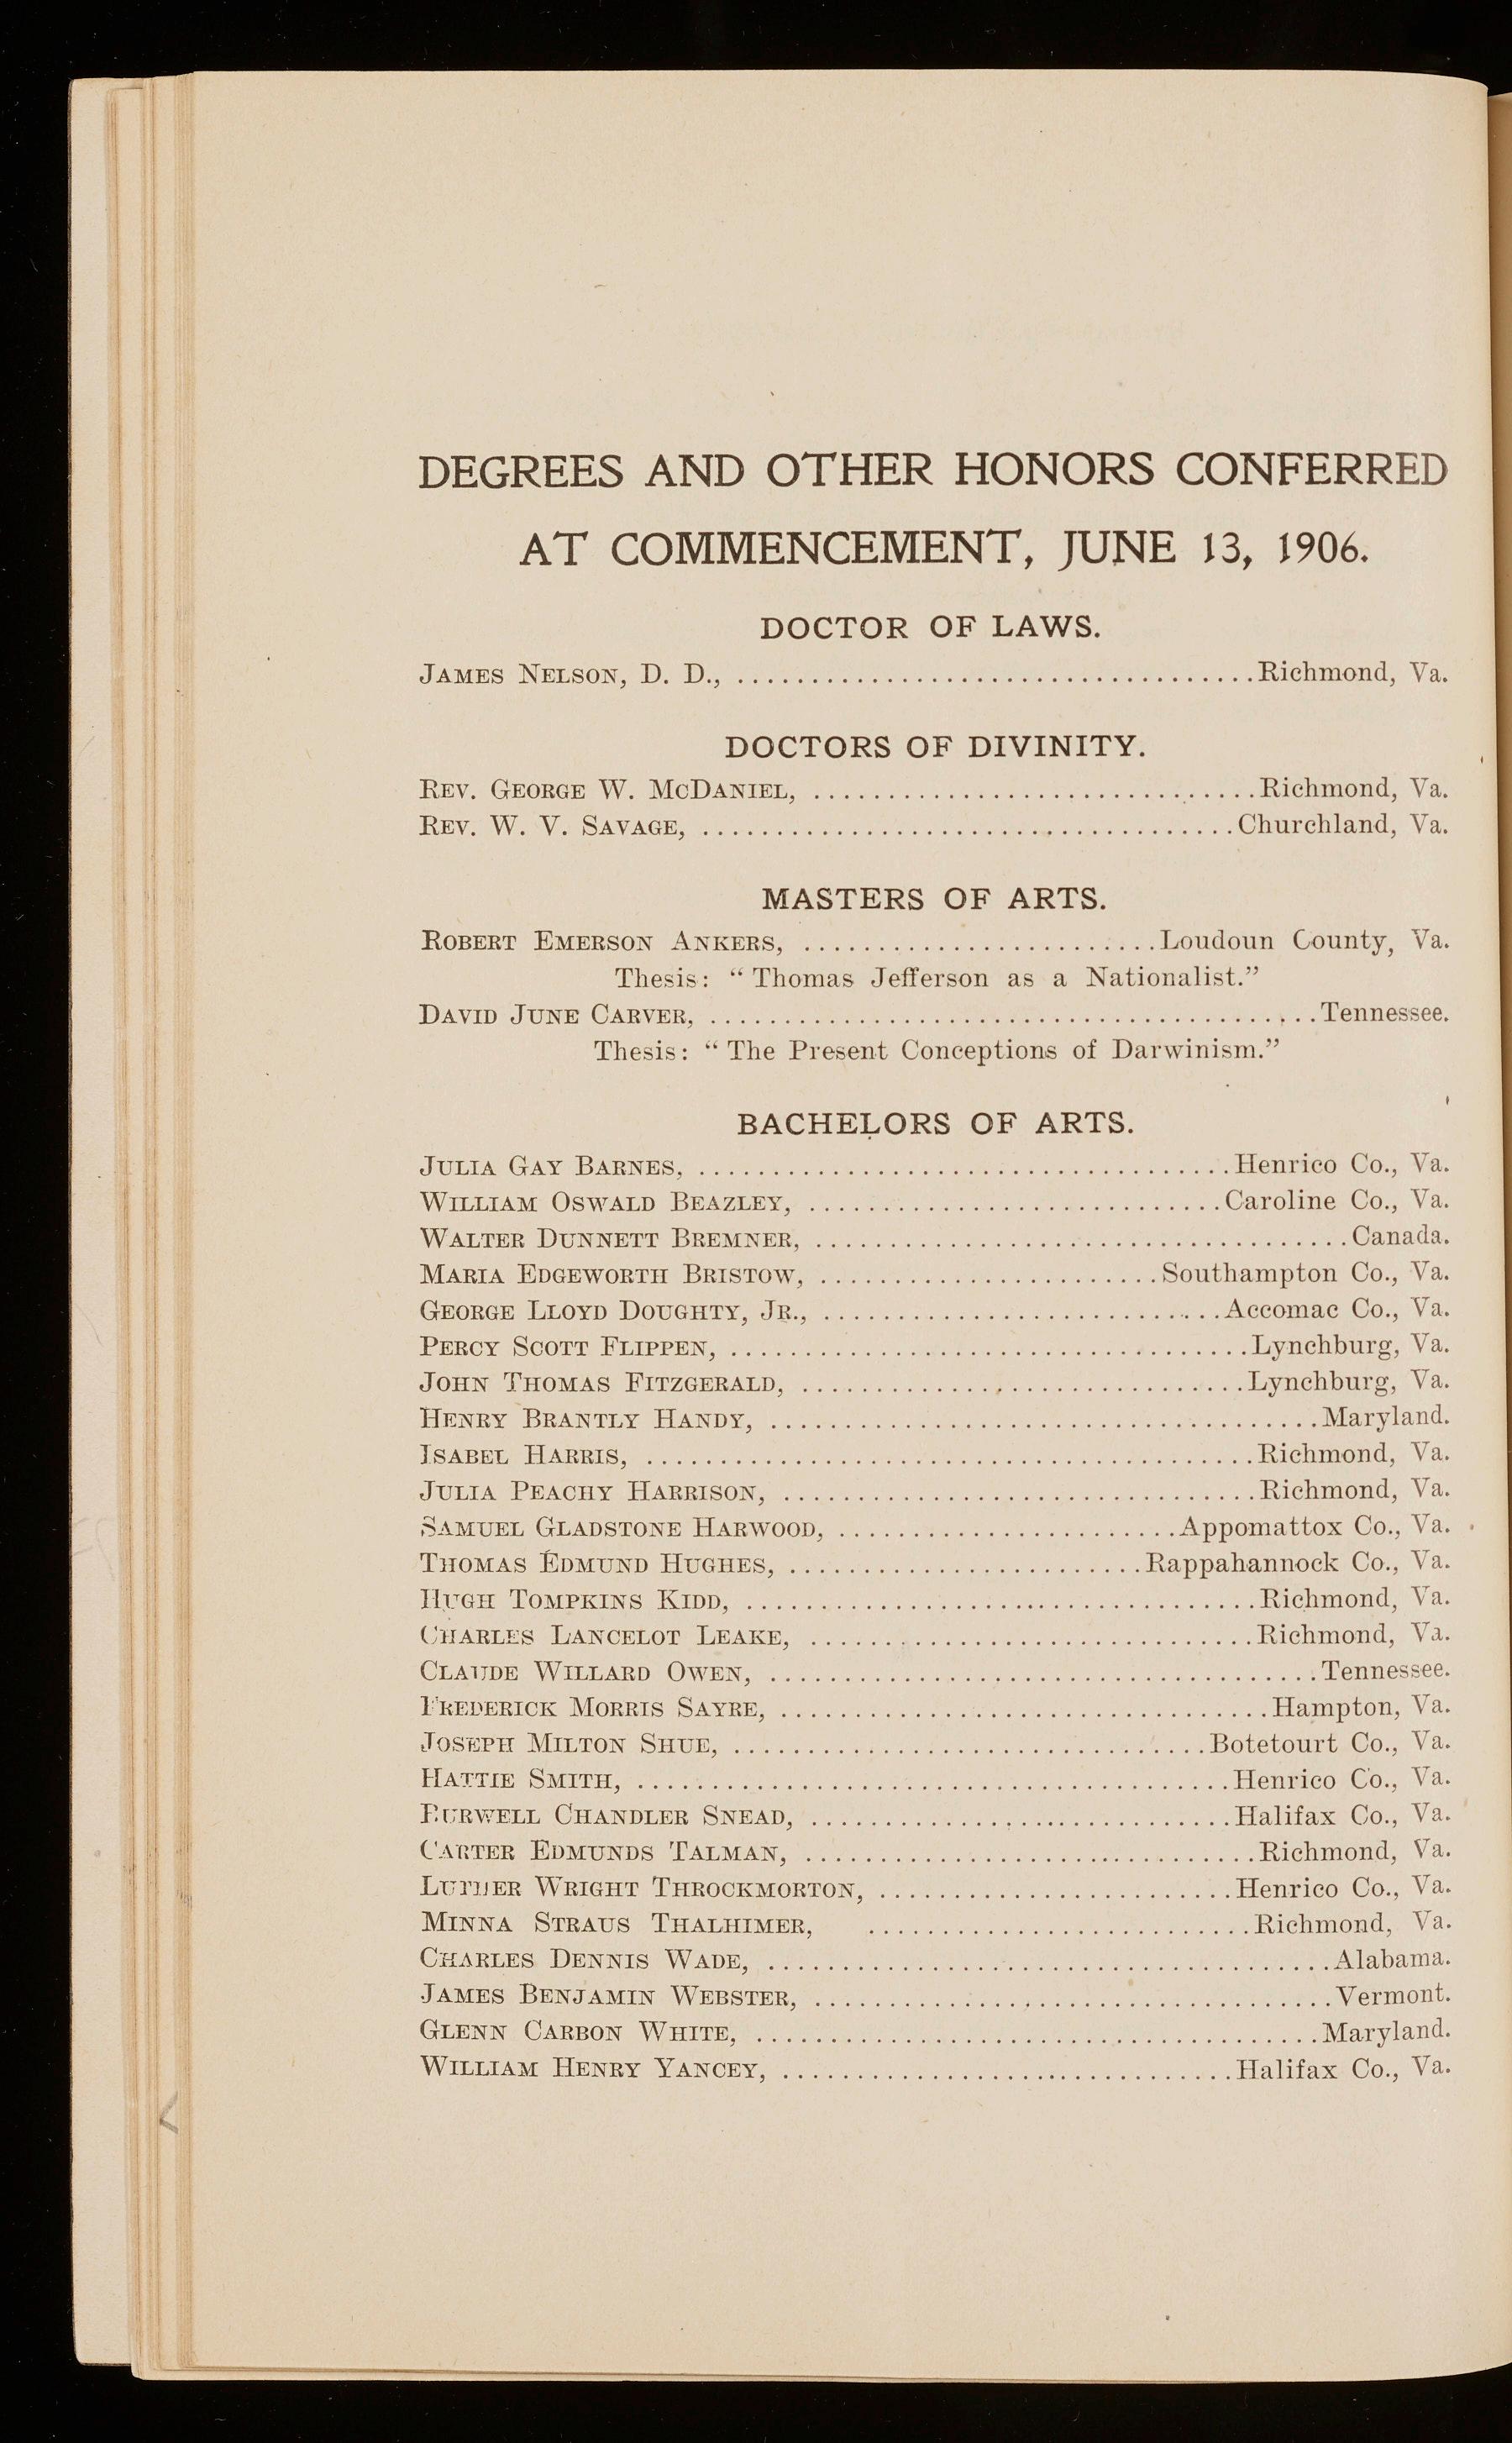 DEGREES AND OTHER HONORS CONFERRED
AT COMMENCEMENT, JUNE 13, 1906.
DOCTOR OF LAWS.
JAMES NELSON, D. D., ..................................Richmond, Va.
DOCTORS OF DIVINITY.
REV. GEORGE W. MCDANIEL, .............................Richmond, Va.
REV. W. V. SAVAGE, ...................................Churchland, Va.
MASTERS OF ARTS.
ROBERT EMERSON ANKERS, .......................Loudoun County, Va.
Thesis: “Thomas Jefferson as a Nationalist.”
DAVID JUNE CARVER, ........................................Tennessee.
Thesis: “The Present Conceptions of Darwinism.”
BACHELORS OF ARTS.
JULIA GAY BARNES, ...................................Henrico Co., Va.
WILLIAM OSWALD BEAZLEY, ...........................Caroline Co., Va.
WALTER DUNNETT BREMNER, ...................................Canada.
MARIA EDGEWORTH BRISTOW, ......................Southampton Co., Va.
GEORGE LLOYD DOUGHTY, JR., ..........................Accomac Co., Va.
PERCY SCOTT FLIPPEN, ..................................Lynchburg, Va.
JOHN THOMAS FITZGERALD, .............................Lynchburg, Va.
HENRY BRANTLY HANDY, ....................................Maryland.
ISABEL HARRIS, ........................................Richmond, Va.
JULIA PEACHY HARRISON, ...............................Richmond, Va.
SAMUEL GLADSTONE HARWOOD, ......................Appomattox Co., Va.
THOMAS EDMUND HUGHES, .......................Rappahannock Co., Va.
HUGH TOMPKINS KIDD, ..................................Richmond, Va.
CHARLES LANCELOT LEAKE, .............................Richmond, Va.
CLAUDE WILLARD OWEN, ....................................Tennessee.
FREDERICK MORRIS SAYRE, ................................Hampton, Va.
JOSEPH MILTON SHUE, ...............................Botetourt Co., Va.
HATTIE SMITH, .......................................Henrico Co., Va.
BURWELL CHANDLER SNEAD, ............................Halifax Co., Va.
CARTER EDMUNDS TALMAN, ..............................Richmond, Va.
LUTHER WRIGHT THROCKMORTON, .......................Henrico Co., Va.
MINNA STRAUS THALHIMER, .........................Richmond, Va.
CHARLES DENNIS WADE, .....................................Alabama.
JAMES BENJAMIN WEBSTER, ..................................Vermont.
GLENN CARBON WHITE, .....................................Maryland.
WILLIAM HENRY YANCEY, ..............................Halifax Co., Va.